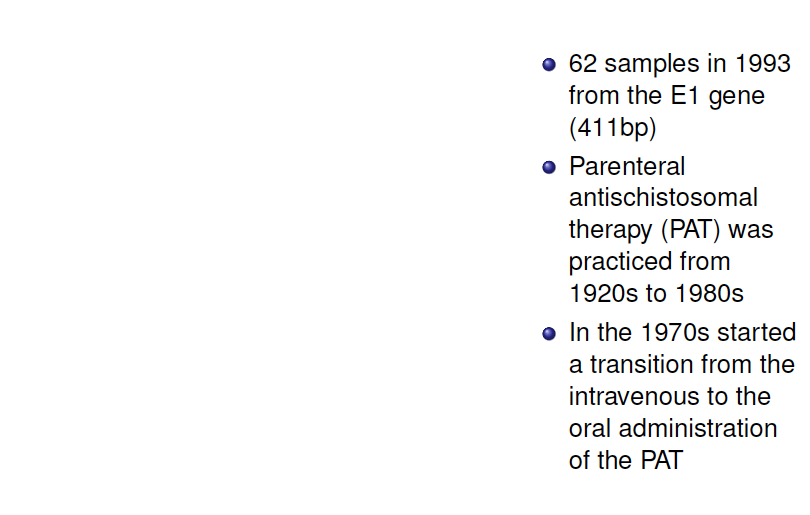 62 samples in 1993
from the E1 gene
(411bp)
Parenteral
antischistosomal
therapy (PAT) was
practiced from
1920s to 1980s
In the 1970s started
a transition from the
intravenous to the
oral administration
of the PAT